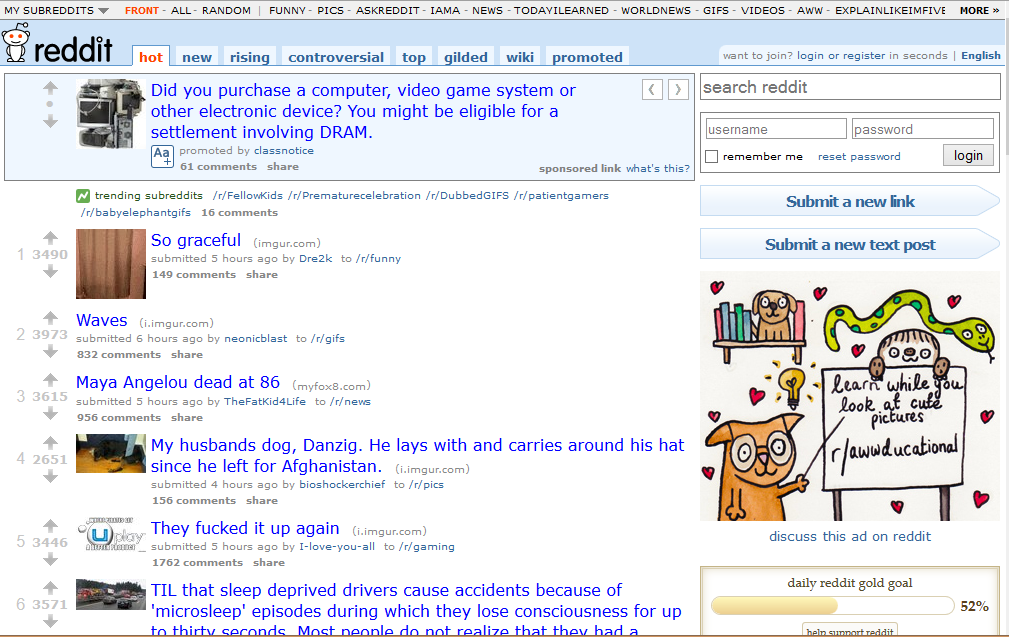 MY SUBREDDITS FRONT - ALL - RANDOM | FUNNY - PICS - ASKREDDIT - IAMA - NEWS - TODAYILEARNED - WORLDNEWS - GIFS - VIDEOS - AWW - EXPLAINLIKEIMFIVE MORE »
reddit hot new rising controversial top gilded wiki promoted
want to join? login or register in seconds | English
Did you purchase a computer, video game system or
other electronic device? You might be eligible for a
settlement involving DRAM.
Aa+
promoted by classnotice
61 comments share
sponsored link what's this?
trending subreddits /r/FellowKids /r/Prematurecelebration /r/DubbedGIFS /r/patientgamers
/r/babyelephantgifs 16 comments
1 3490
So graceful (imgur.com)
submitted 5 hours ago by Dre2k to /r/funny
149 comments share
2 3973
Waves (i.imgur.com)
submitted 6 hours ago by neonicblast to /r/gifs
832 comments share
3 3615
Maya Angelou dead at 86 (myfox8.com)
submitted 5 hours ago by TheFatKid4Life to /r/news
956 comments share
4 2651
My husbands dog, Danzig. He lays with and carries around his hat
since he left for Afghanistan. (i.imgur.com)
submitted 4 hours ago by bioshockerchief to /r/pics
156 comments share
5 3446
uplay
They fucked it up again (i.imgur.com)
submitted 5 hours ago by I-love-you-all to /r/gaming
1762 comments share
6 3571
TIL that sleep deprived drivers cause accidents because of
'microsleep' episodes during which they lose consciousness for up
to thirty seconds. Most people do not realize that they had a
search reddit
username password
remember me reset password login
Submit a new link
Submit a new text post
learn while you
look at cute
pictures
r/awwducational
discuss this ad on reddit
daily reddit gold goal
52%
help support reddit